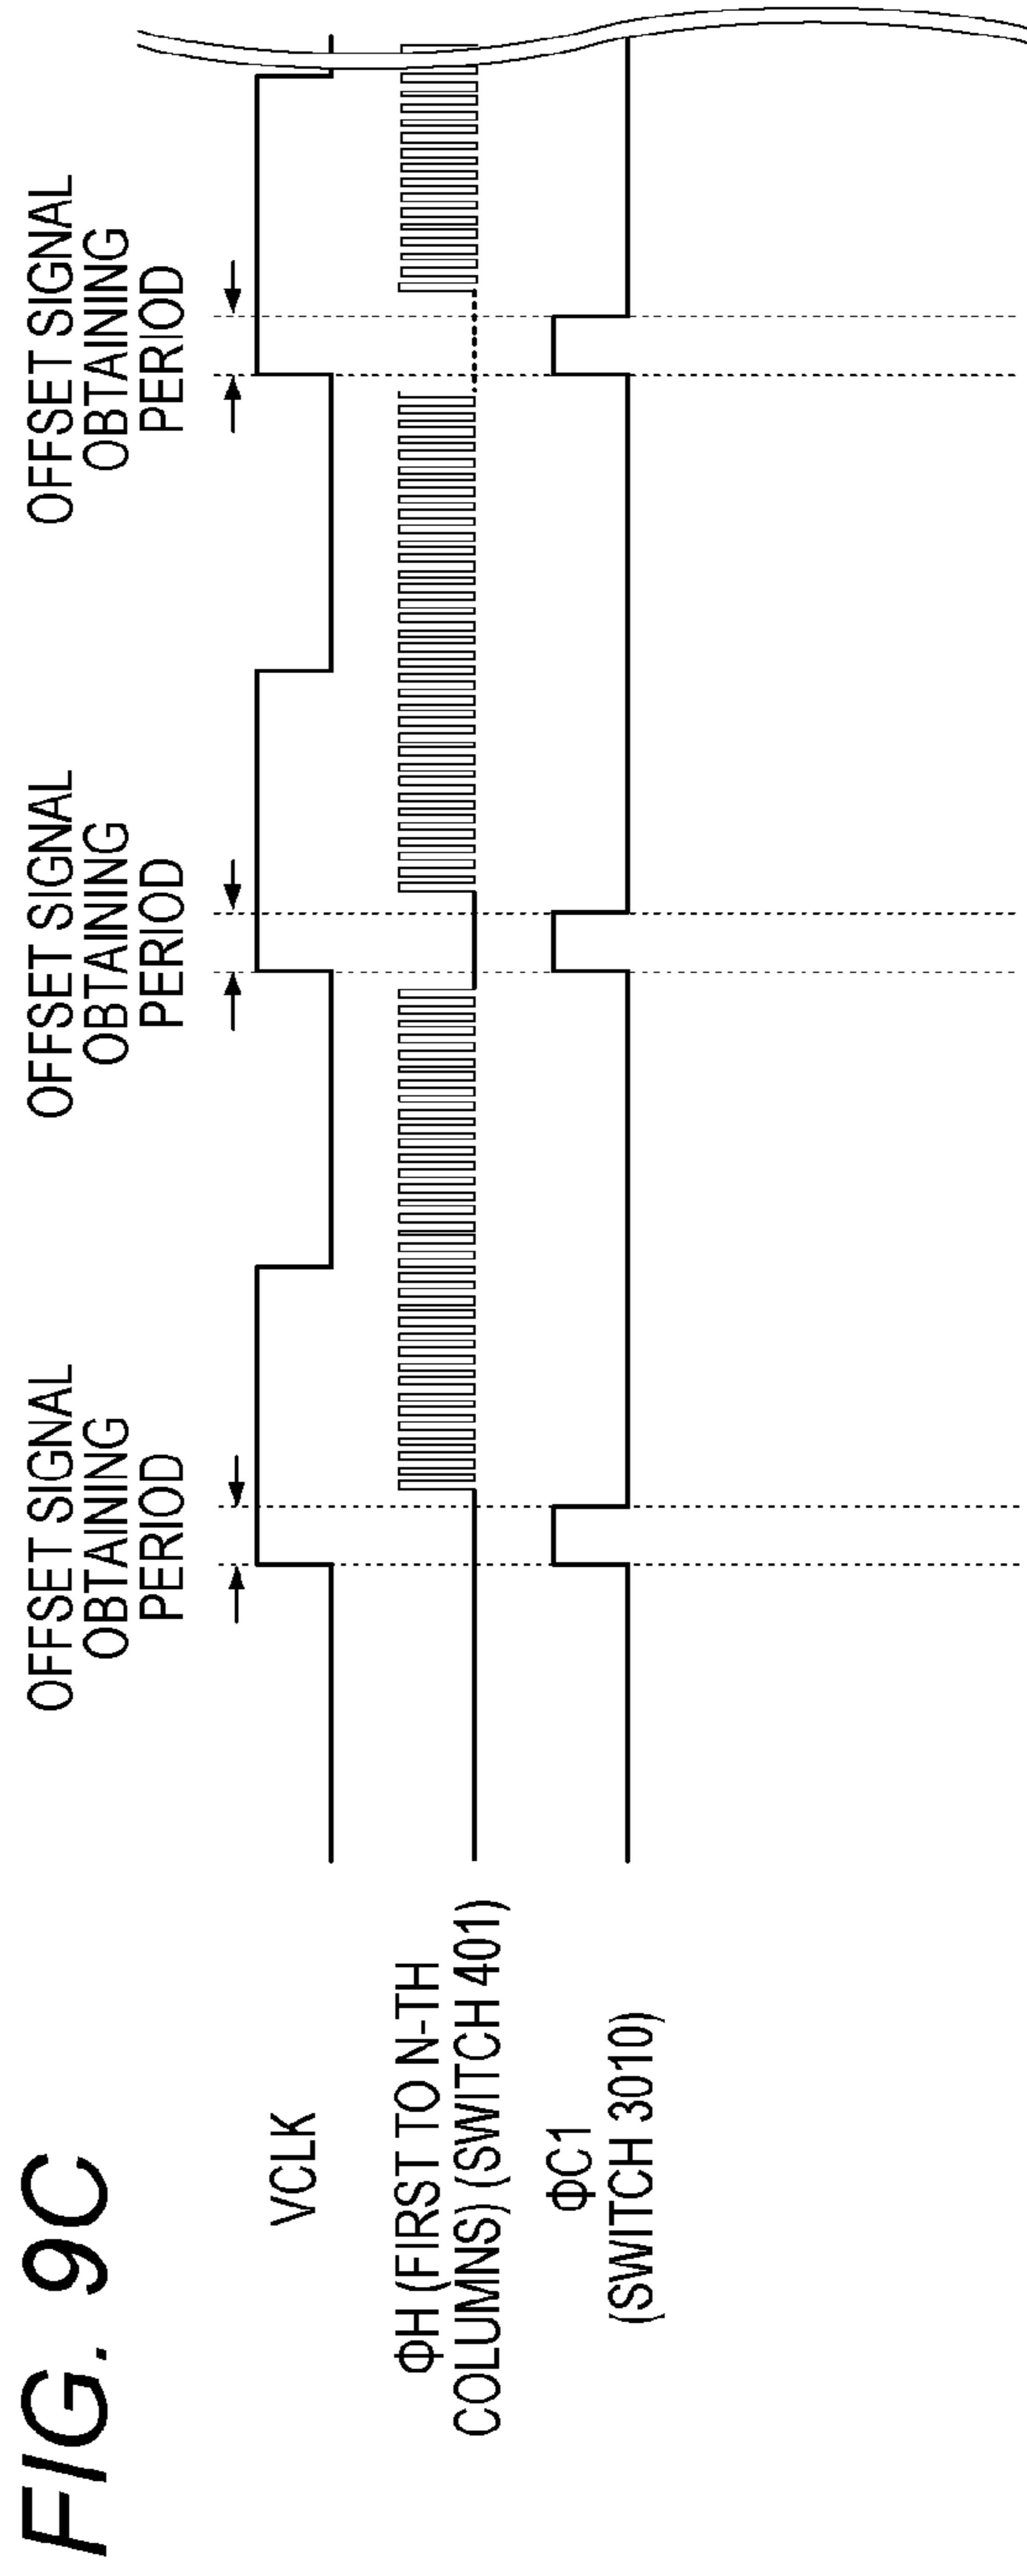 FIG. 9C
OFFSET SIGNAL
OBTAINING
PERIOD
OFFSET SIGNAL
OBTAINING
PERIOD
OFFSET SIGNAL
OBTAINING
PERIOD
VCLK
ΦH (FIRST TO N-TH
COLUMNS) (SWITCH 401)
ΦC1
(SWITCH 3010)